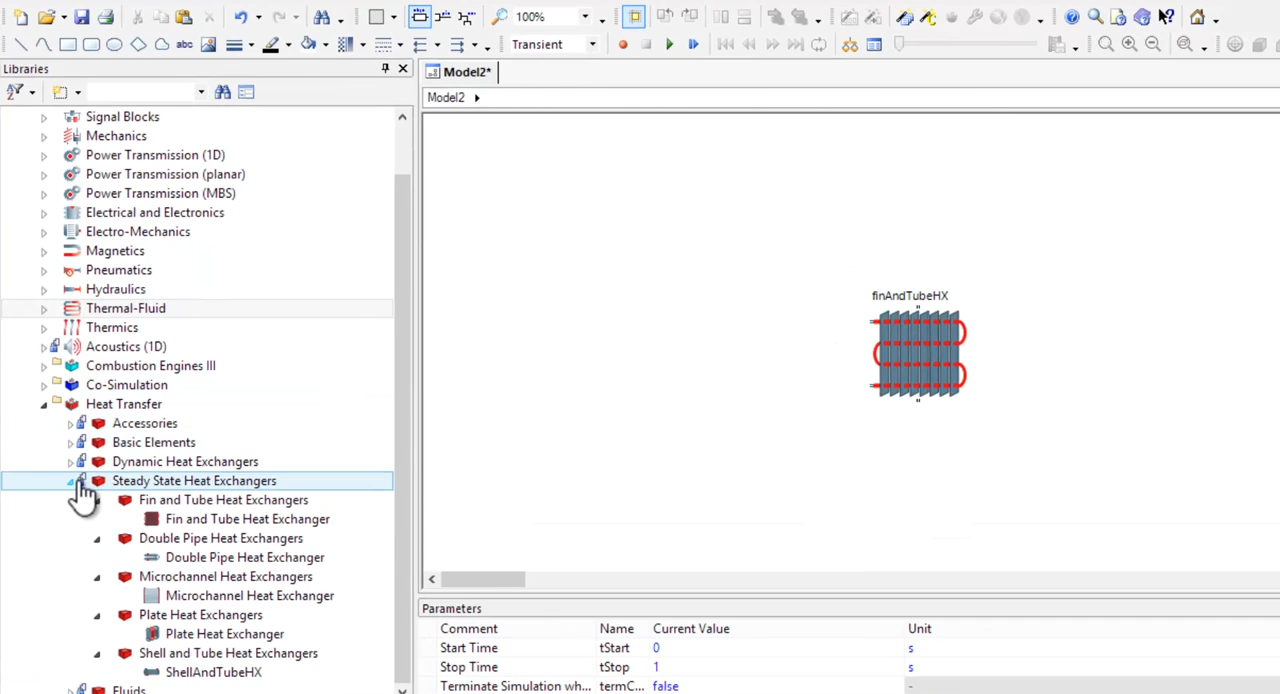 100%
abc
Transient
Libraries
Model2*
Model2
Signal Blocks
Mechanics
Power Transmission (1D)
Power Transmission (planar)
Power Transmission (MBS)
Electrical and Electronics
Electro-Mechanics
Magnetics
Pneumatics
Hydraulics
Thermal-Fluid
Thermics
Acoustics (1D)
Combustion Engines III
Co-Simulation
Heat Transfer
Accessories
Basic Elements
Dynamic Heat Exchangers
Steady State Heat Exchangers
Fin and Tube Heat Exchangers
Fin and Tube Heat Exchanger
Double Pipe Heat Exchangers
Double Pipe Heat Exchanger
Microchannel Heat Exchangers
Microchannel Heat Exchanger
Plate Heat Exchangers
Plate Heat Exchanger
Shell and Tube Heat Exchangers
ShellAndTubeHX
Fluids
finAndTubeHX
Parameters
Comment Name Current Value Unit
Start Time tStart 0 s
Stop Time tStop 1 s
Terminate Simulation wh... termC... false -